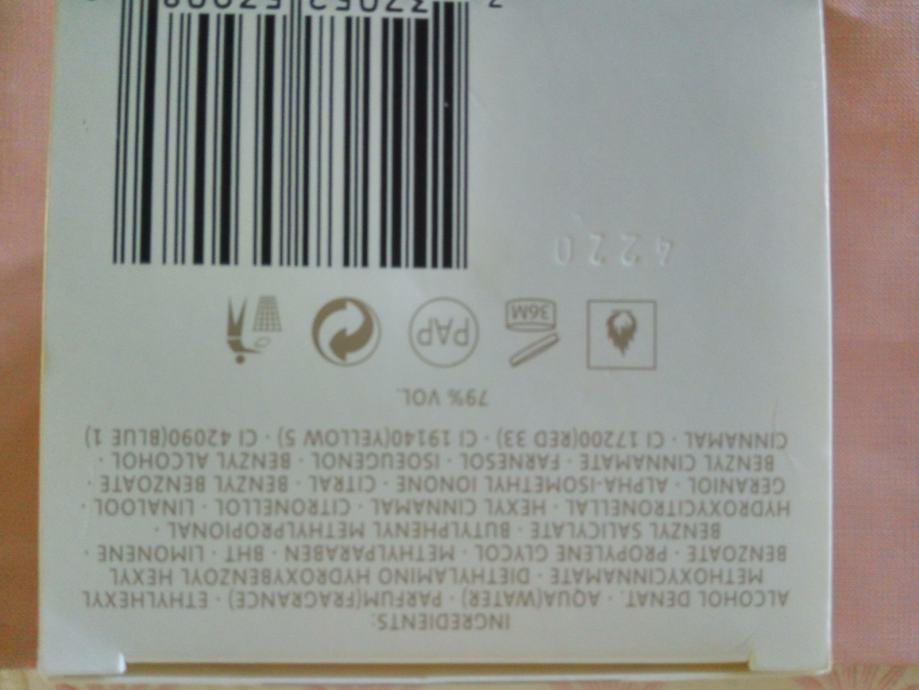 INGREDIENTS:
ALCOHOL DENAT. · AQUA(WATER) · PARFUM(FRAGRANCE) · ETHYLHEXYL
METHOXYCINNAMATE · DIETHYLAMINO HYDROXYBENZOYL HEXYL
BENZOATE · PROPYLENE GLYCOL · METHYLPARABEN · BHT · LIMONENE ·
BENZYL SALICYLATE · BUTYLPHENYL METHYLPROPIONAL ·
HYDROXYCITRONELLAL · HEXYL CINNAMAL · CITRONELLOL · LINALOOL ·
GERANIOL · ALPHA-ISOMETHYL IONONE · CITRAL · BENZYL BENZOATE ·
BENZYL CINNAMATE · FARNESOL · ISOEUGENOL · BENZYL ALCOHOL ·
CINNAMAL · CI 17200(RED 33) · CI 19140(YELLOW 5) · CI 42090(BLUE 1)
79% VOL.
36M PAP
4220
7 37052